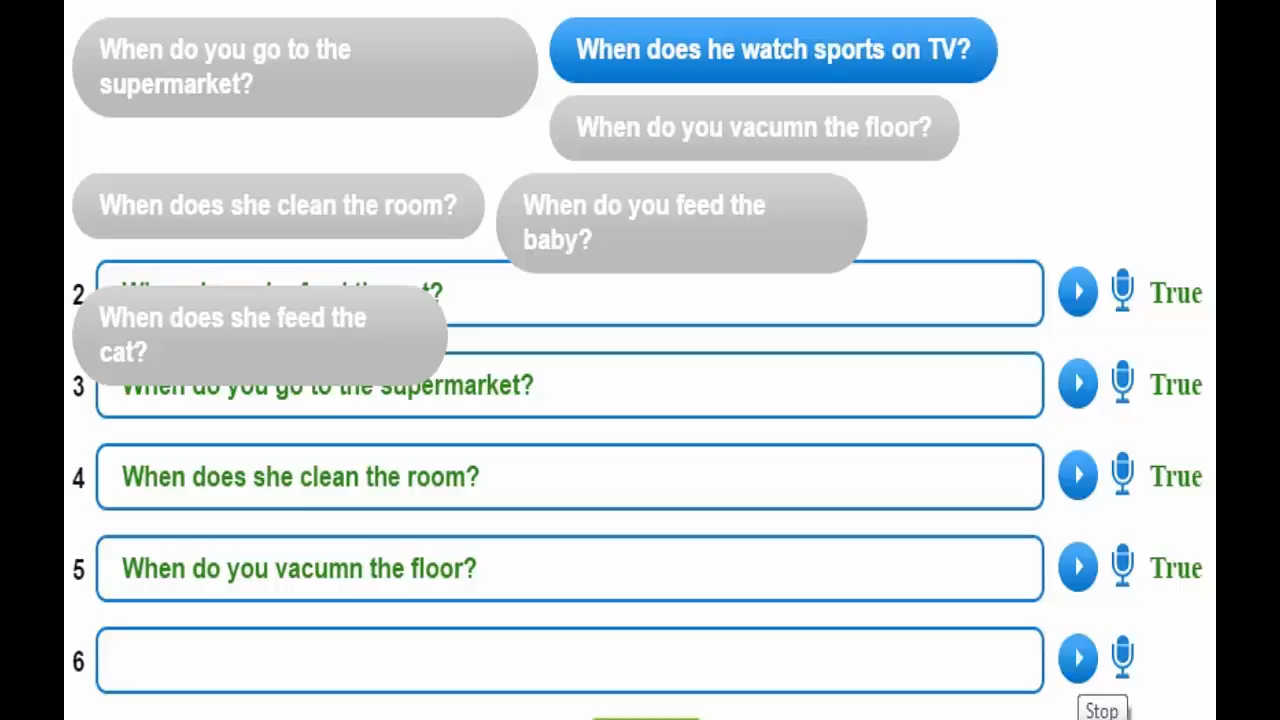 When do you go to the
supermarket?
When does he watch sports on TV?
When do you vacumn the floor?
When does she clean the room?
When do you feed the
baby?
2
True
When does she feed the
cat?
3 When do you go to the supermarket? True
4 When does she clean the room? True
5 When do you vacumn the floor? True
6
Stop